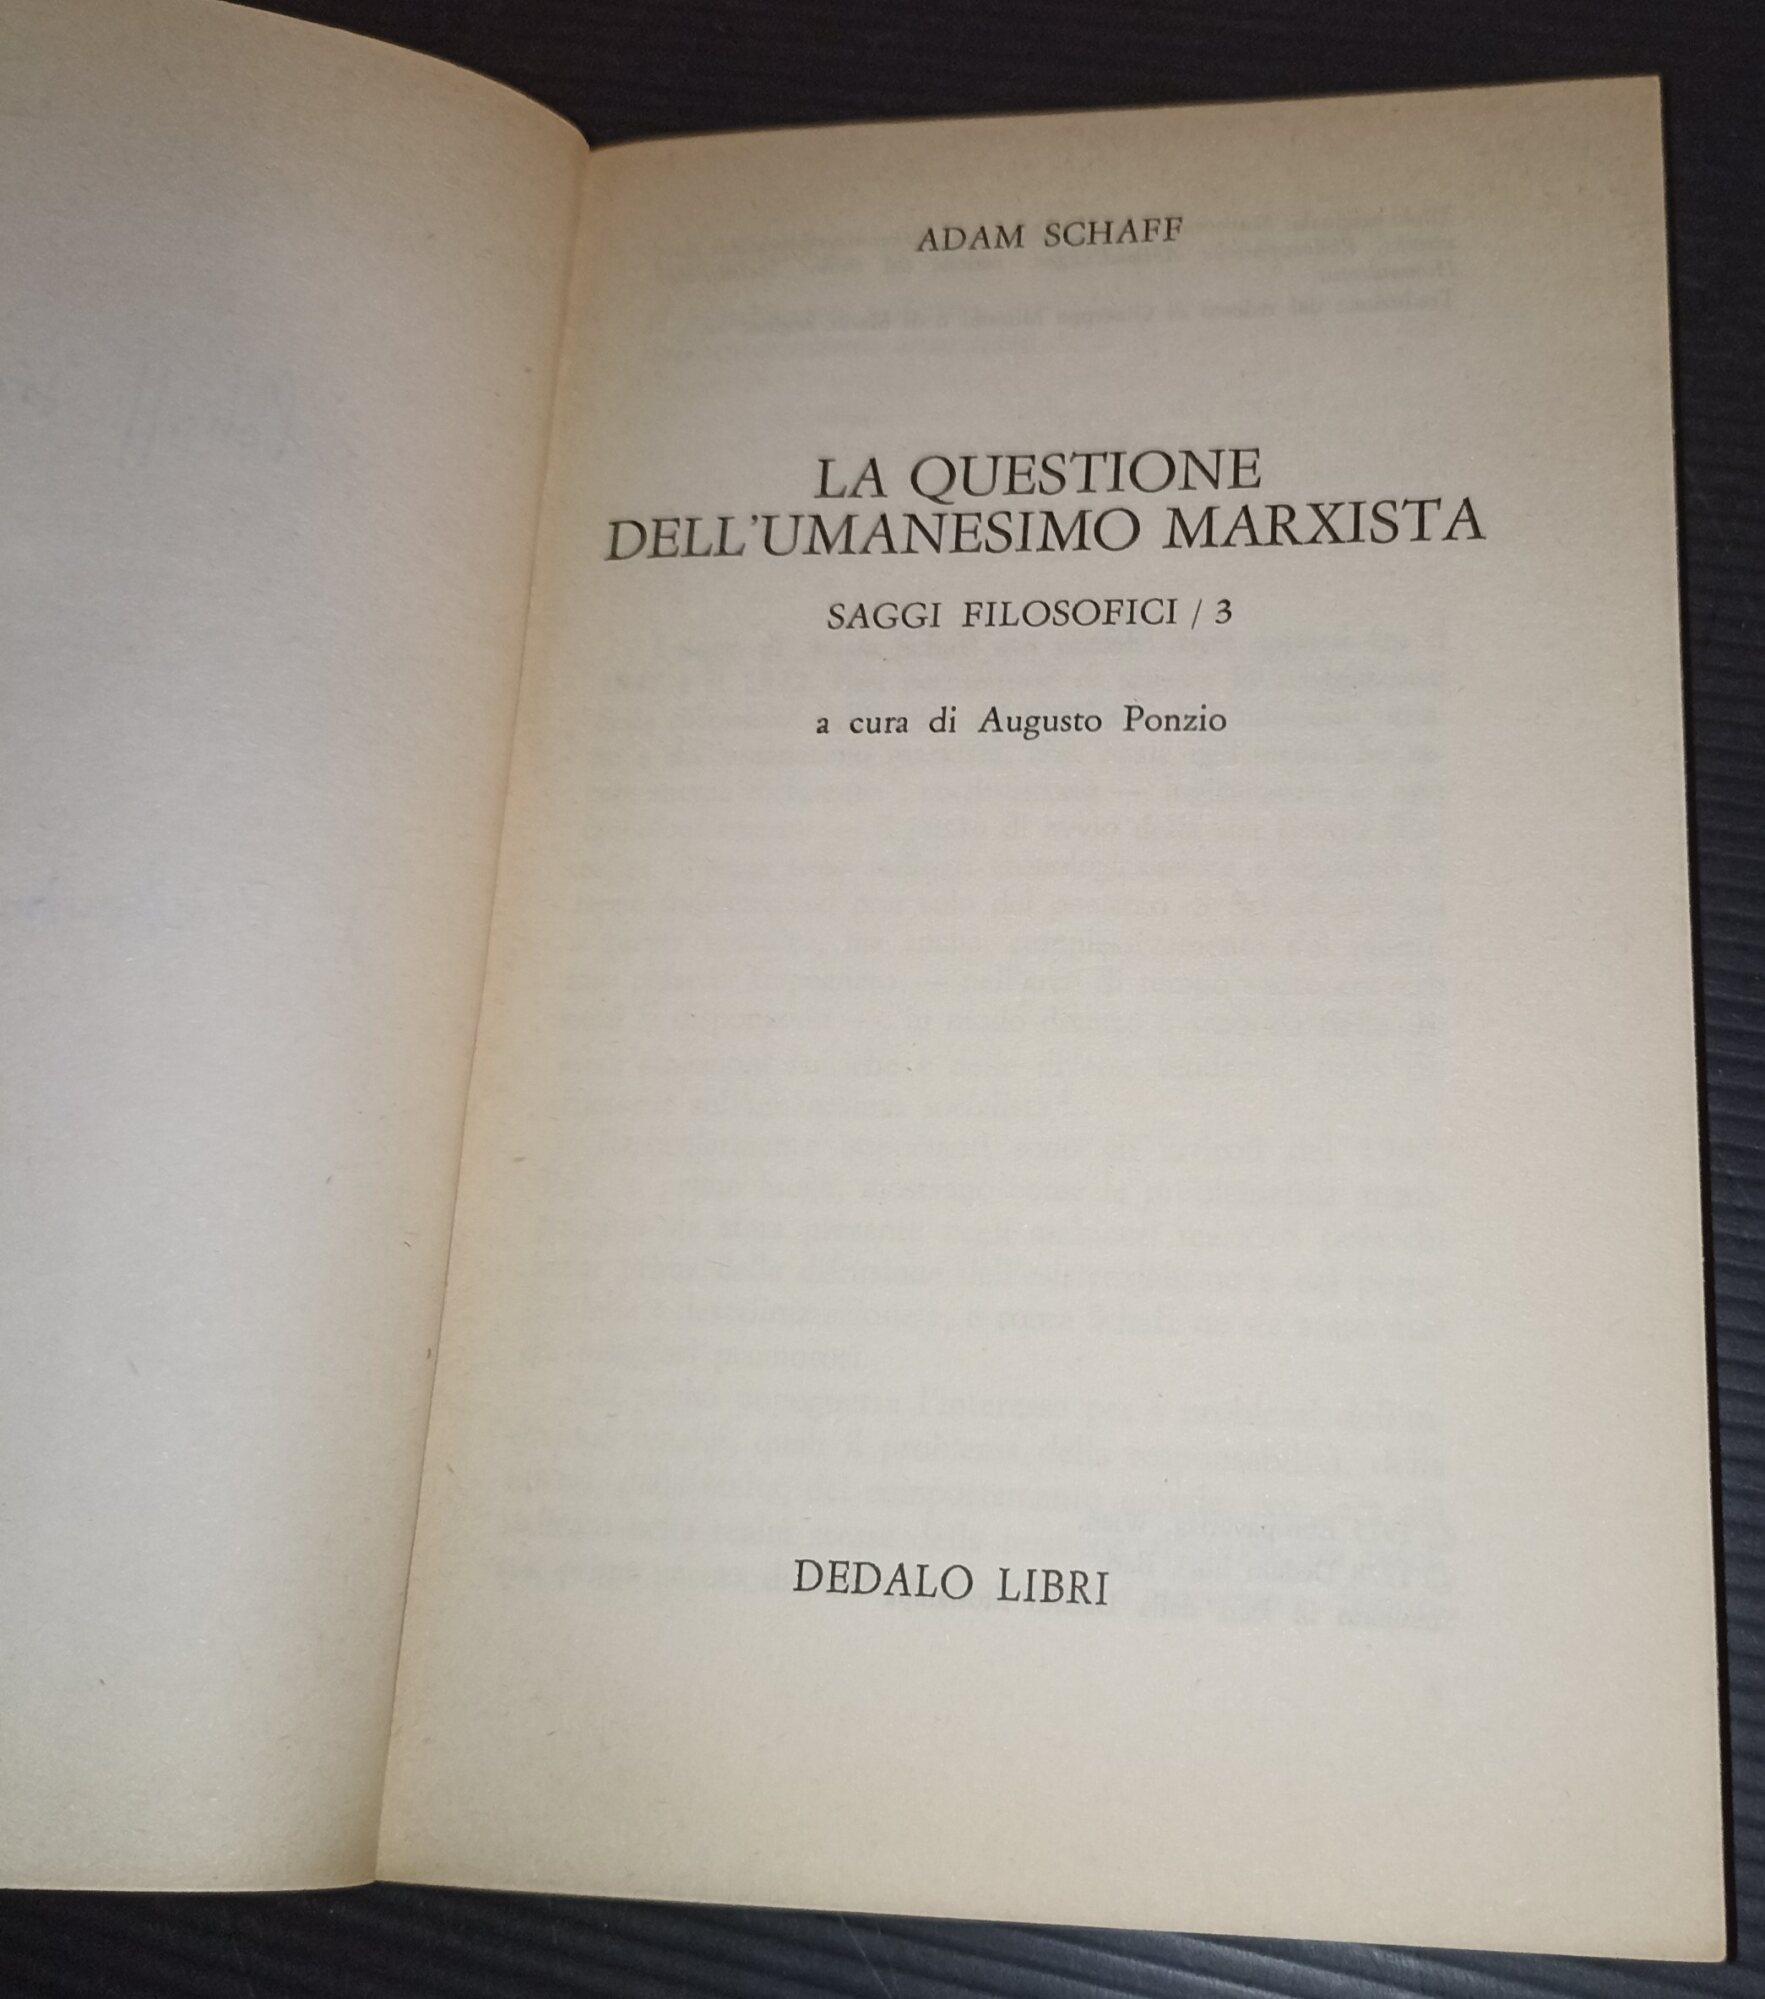 ADAM SCHAFF
LA QUESTIONE
DELL'UMANESIMO MARXISTA
SAGGI FILOSOFICI / 3
a cura di Augusto Ponzio
DEDALO LIBRI